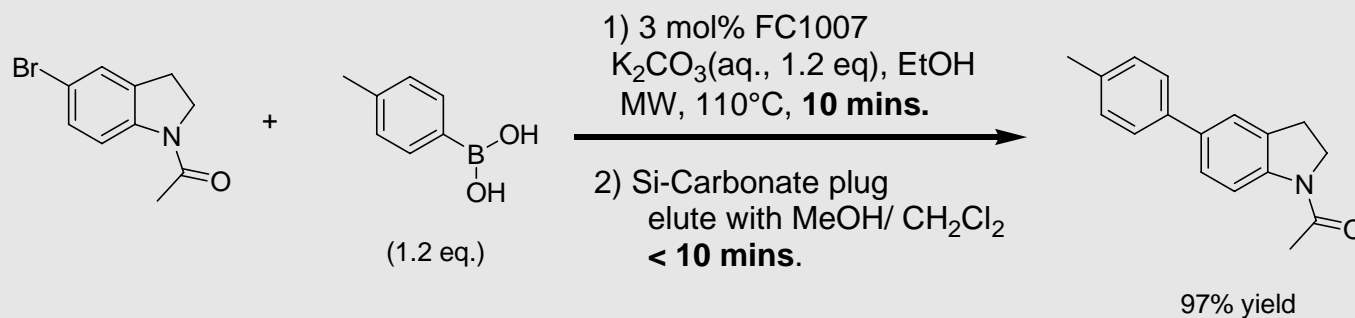 1) 3 mol% FC1007
K₂CO₃(aq., 1.2 eq), EtOH
MW, 110°C, 10 mins.
Br
N
O
+
B
OH
OH
(1.2 eq.)
2) Si-Carbonate plug
elute with MeOH/ CH₂Cl₂
< 10 mins.
N
O
97% yield